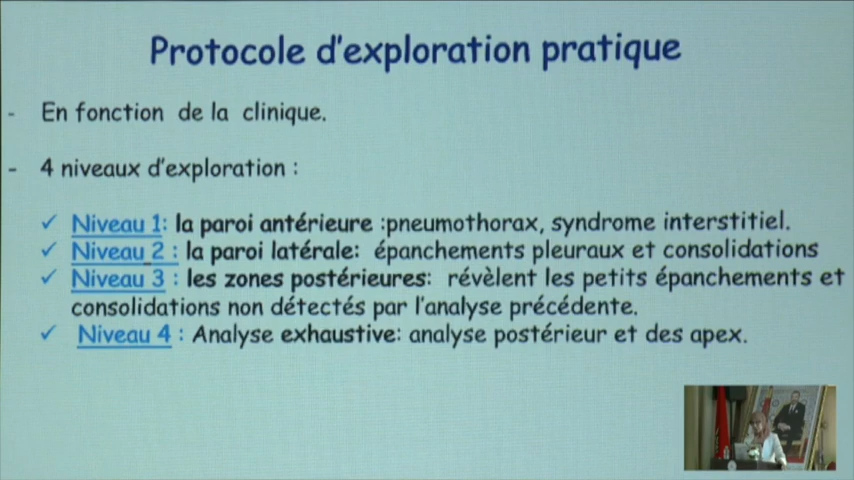 Protocole d'exploration pratique
- En fonction de la clinique.
- 4 niveaux d'exploration :
✓ Niveau 1: la paroi antérieure :pneumothorax, syndrome interstitiel.
✓ Niveau 2 : la paroi latérale: épanchements pleuraux et consolidations
✓ Niveau 3 : les zones postérieures: révèlent les petits épanchements et
consolidations non détectés par l'analyse précédente.
✓ Niveau 4 : Analyse exhaustive: analyse postérieur et des apex.